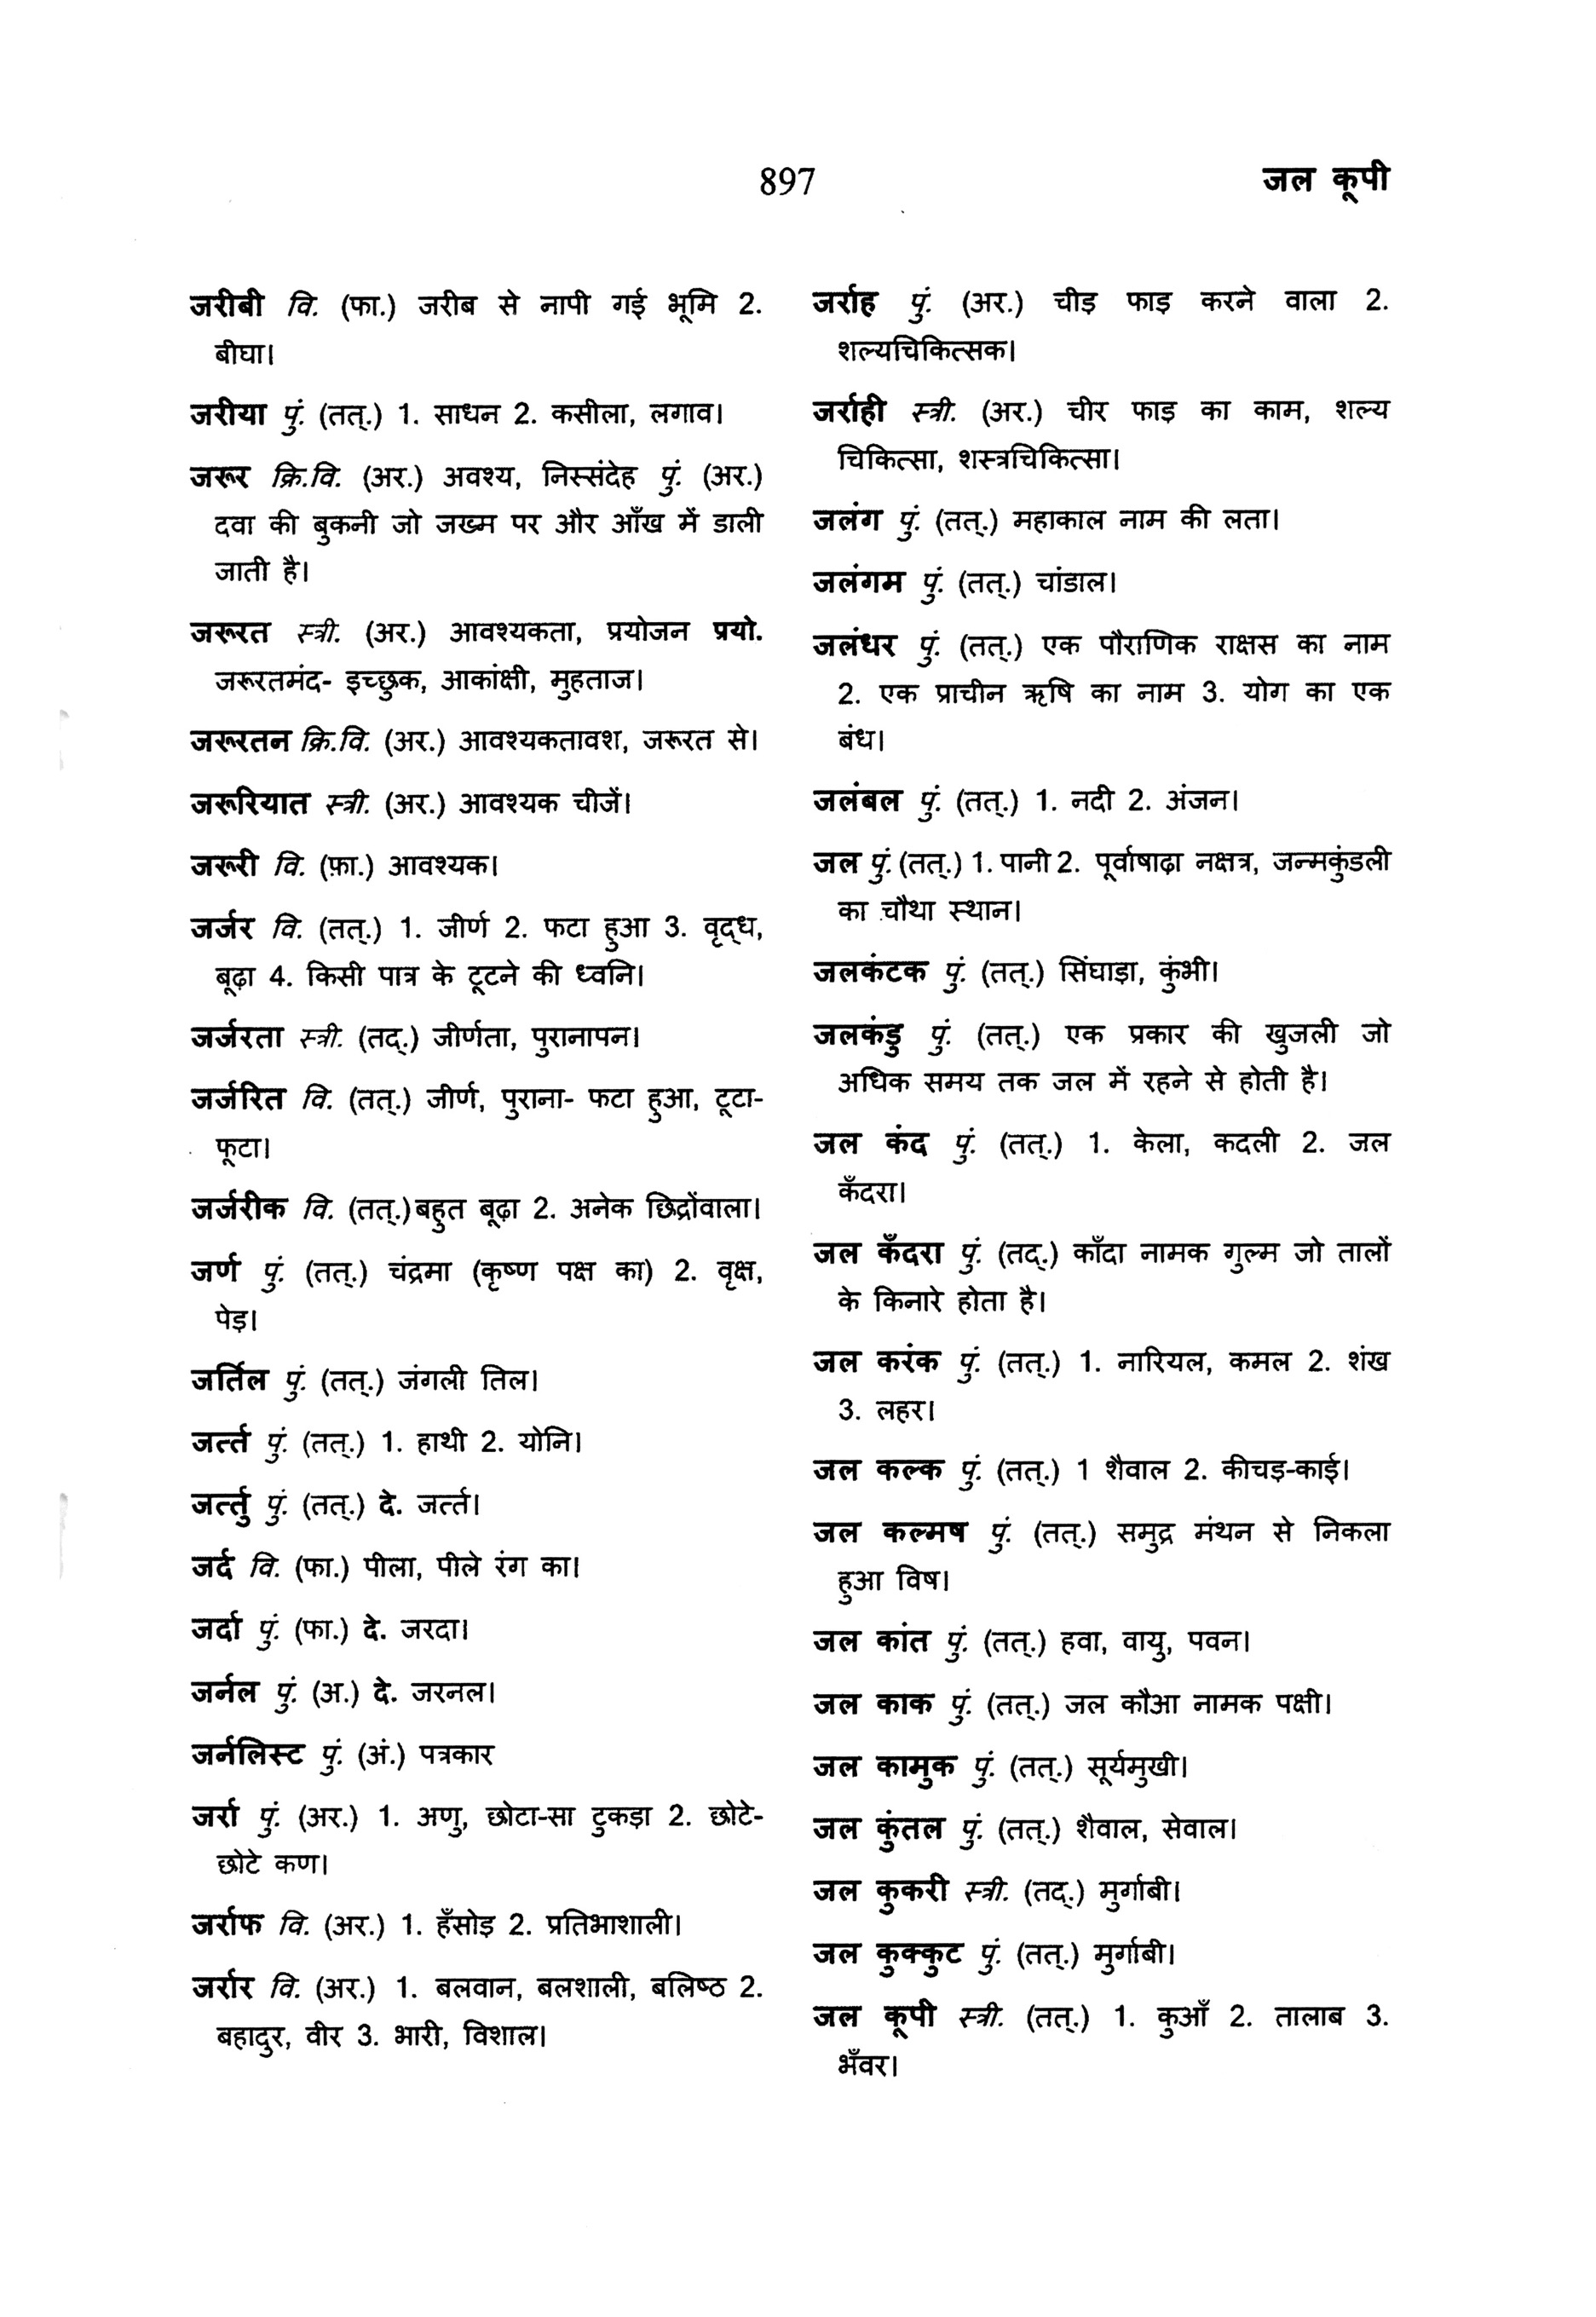 897
जल कूपी
जरीबी वि. (फा.) जरीब से नापी गई भूमि 2.
बीघा।
जरीया पुं. (तत्.) 1. साधन 2. कसीला, लगाव।
जरूर क्रि.वि. (अर.) अवश्य, निस्संदेह पुं. (अर.)
दवा की बुकनी जो जख्म पर और आँख में डाली
जाती है।
जरूरत स्त्री. (अर.) आवश्यकता, प्रयोजन प्रयो.
जरूरतमंद- इच्छुक, आकांक्षी, मुहताज।
जरूरतन क्रि.वि. (अर.) आवश्यकतावश, जरूरत से।
जरूरियात स्त्री. (अर.) आवश्यक चीजें।
जरूरी वि. (फ़ा.) आवश्यक।
जर्जर वि. (तत्.) 1. जीर्ण 2. फटा हुआ 3. वृद्ध,
बूढ़ा 4. किसी पात्र के टूटने की ध्वनि।
जर्जरता स्त्री. (तद्.) जीर्णता, पुरानापन।
जर्जरित वि. (तत्.) जीर्ण, पुराना- फटा हुआ, टूटा-
फूटा।
जर्जरीक वि. (तत्.) बहुत बूढ़ा 2. अनेक छिद्रोंवाला।
जर्ण पुं. (तत्.) चंद्रमा (कृष्ण पक्ष का) 2. वृक्ष,
पेड़।
जर्तिल पुं. (तत्.) जंगली तिल।
जर्त्त पुं. (तत्.) 1. हाथी 2. योनि।
जर्त्तु पुं. (तत्.) दे. जर्त्त।
जर्द वि. (फा.) पीला, पीले रंग का।
जर्दा पुं. (फा.) दे. जरदा।
जर्नल पुं. (अ.) दे. जरनल।
जर्नलिस्ट पुं. (अं.) पत्रकार
जर्रा पुं. (अर.) 1. अणु, छोटा-सा टुकड़ा 2. छोटे-
छोटे कण।
जर्राफ वि. (अर.) 1. हँसोड़ 2. प्रतिभाशाली।
जर्रार वि. (अर.) 1. बलवान, बलशाली, बलिष्ठ 2.
बहादुर, वीर 3. भारी, विशाल।
जर्राह पुं. (अर.) चीड़ फाड़ करने वाला 2.
शल्यचिकित्सक।
जर्राही स्त्री. (अर.) चीर फाड़ का काम, शल्य
चिकित्सा, शस्त्रचिकित्सा।
जलंग पुं. (तत्.) महाकाल नाम की लता।
जलंगम पुं. (तत्.) चांडाल।
जलंधर पुं. (तत्.) एक पौराणिक राक्षस का नाम
2. एक प्राचीन ऋषि का नाम 3. योग का एक
बंध।
जलंबल पुं. (तत्.) 1. नदी 2. अंजन।
जल पुं. (तत्.) 1. पानी 2. पूर्वाषाढ़ा नक्षत्र, जन्मकुंडली
का चौथा स्थान।
जलकंटक पुं. (तत्.) सिंघाड़ा, कुंभी।
जलकंडु पुं. (तत्.) एक प्रकार की खुजली जो
अधिक समय तक जल में रहने से होती है।
जल कंद पुं. (तत्.) 1. केला, कदली 2. जल
कँदरा।
जल कँदरा पुं. (तद्.) काँदा नामक गुल्म जो तालों
के किनारे होता है।
जल करंक पुं. (तत्.) 1. नारियल, कमल 2. शंख
3. लहर।
जल कल्क पुं. (तत्.) 1 शैवाल 2. कीचड़-काई।
जल कल्मष पुं. (तत्.) समुद्र मंथन से निकला
हुआ विष।
जल कांत पुं. (तत्.) हवा, वायु, पवन।
जल काक पुं. (तत्.) जल कौआ नामक पक्षी।
जल कामुक पुं. (तत्.) सूर्यमुखी।
जल कुंतल पुं. (तत्.) शैवाल, सेवाल।
जल कुकरी स्त्री. (तद्.) मुर्गाबी।
जल कुक्कुट पुं. (तत्.) मुर्गाबी।
जल कूपी स्त्री. (तत्.) 1. कुआँ 2. तालाब 3.
भँवर।